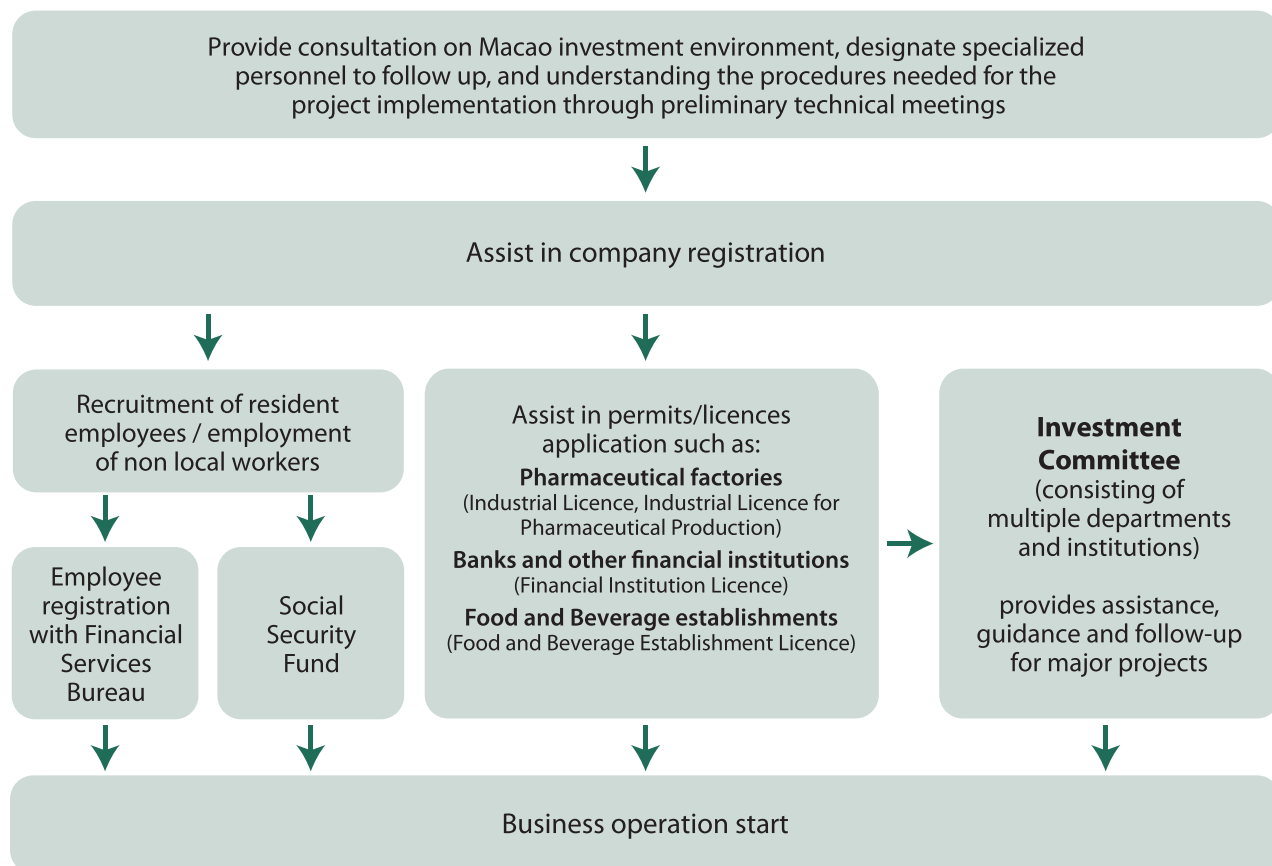 Provide consultation on Macao investment environment, designate specialized
personnel to follow up, and understanding the procedures needed for the
project implementation through preliminary technical meetings
Assist in company registration
Recruitment of resident
employees / employment
of non local workers
Employee
registration
with Financial
Services
Bureau
Social
Security
Fund
Assist in permits/licences
application such as:
Pharmaceutical factories
(Industrial Licence, Industrial Licence for
Pharmaceutical Production)
Banks and other financial institutions
(Financial Institution Licence)
Food and Beverage establishments
(Food and Beverage Establishment Licence)
Investment
Committee
(consisting of
multiple departments
and institutions)
provides assistance,
guidance and follow-up
for major projects
Business operation start